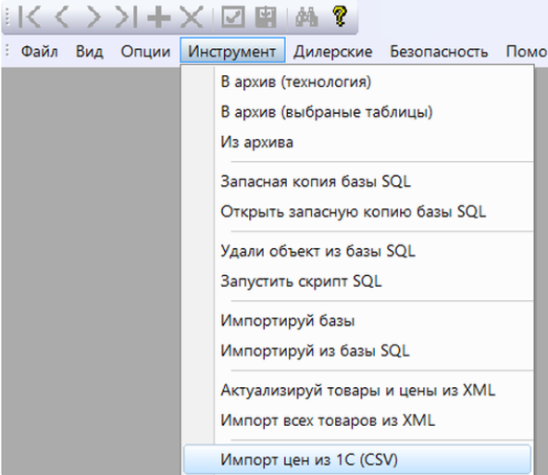 Файл Вид Опции Инструмент Дилерские Безопасность Помо
В архив (технология)
В архив (выбраные таблицы)
Из архива
Запасная копия базы SQL
Открыть запасную копию базы SQL
Удали объект из базы SQL
Запустить скрипт SQL
Импортируй базы
Импортируй из базы SQL
Актуализируй товары и цены из XML
Импорт всех товаров из XML
Импорт цен из 1С (CSV)